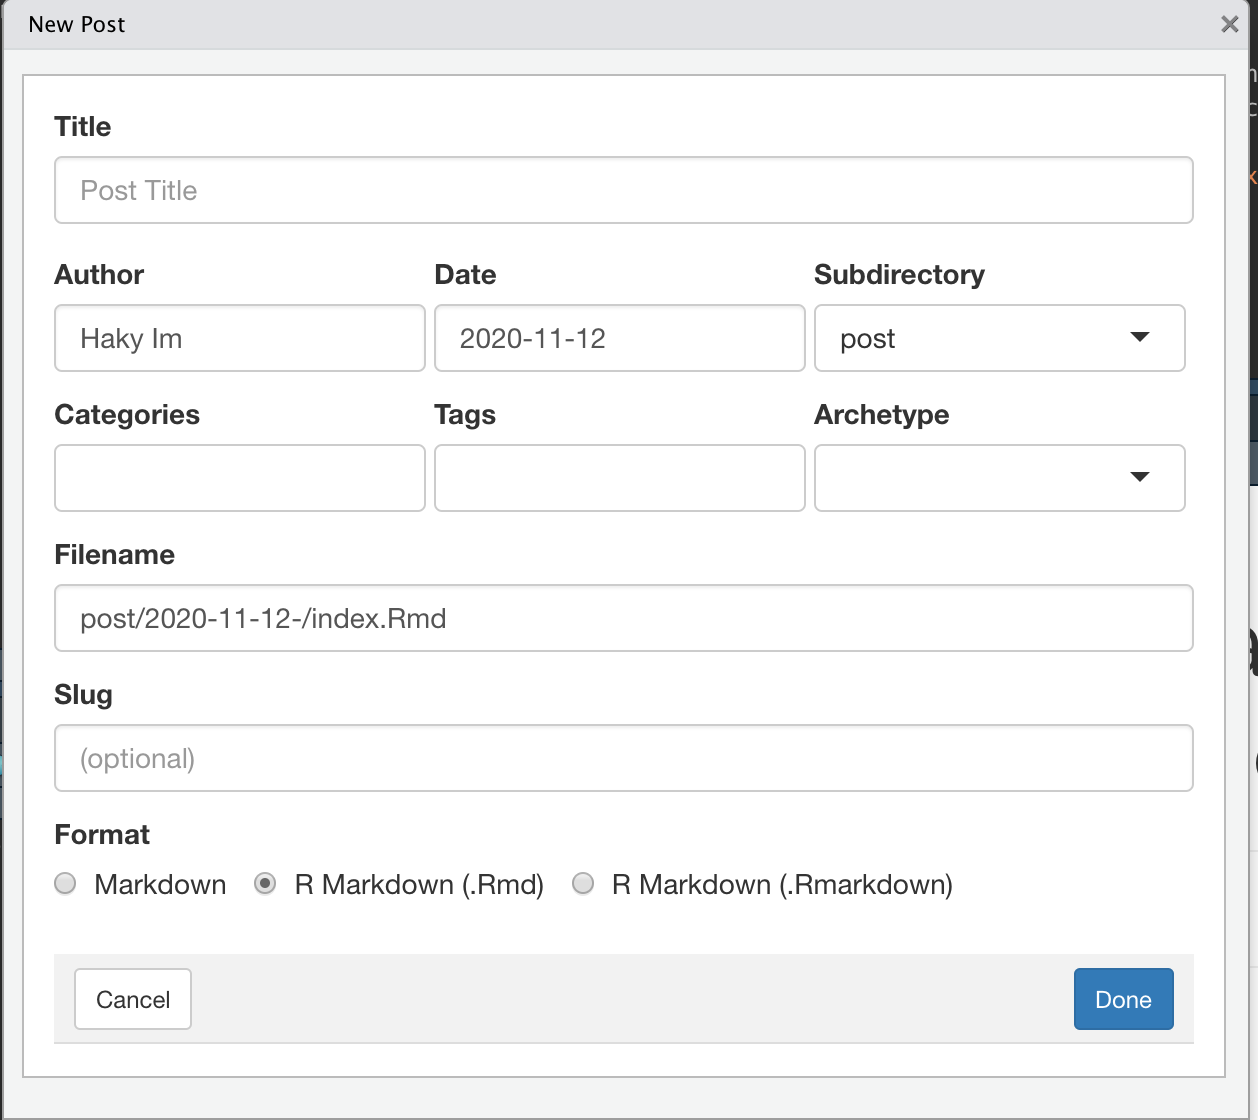 New Post
Title
Post Title
Author Date Subdirectory
Haky Im 2020-11-12 post
Categories Tags Archetype
Filename
post/2020-11-12-/index.Rmd
Slug
(optional)
Format
Markdown R Markdown (.Rmd) R Markdown (.Rmarkdown)
Cancel Done